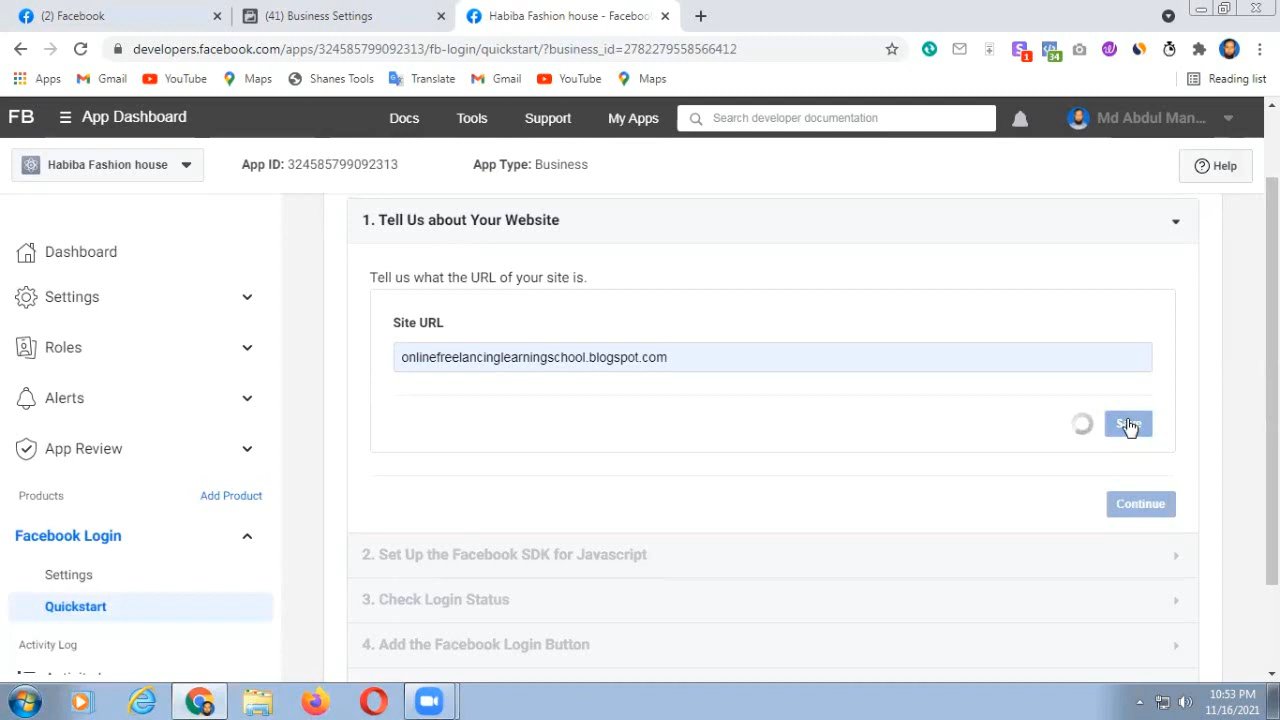 (2) Facebook
(41) Business Settings
Habiba Fashion house - Faceboo
developers.facebook.com/apps/324585799092313/fb-login/quickstart/?business_id=2782279558566412
1
34
Apps
Gmail
YouTube
Maps
Shanes Tools
Translate
Gmail
YouTube
Maps
Reading list
FB
App Dashboard
Docs
Tools
Support
My Apps
Search developer documentation
Md Abdul Man...
Habiba Fashion house
App ID: 324585799092313
App Type: Business
Help
1. Tell Us about Your Website
Dashboard
Tell us what the URL of your site is.
Settings
Site URL
Roles
onlinefreelancinglearningschool.blogspot.com
Alerts
App Review
Products
Add Product
Continue
Facebook Login
2. Set Up the Facebook SDK for Javascript
Settings
3. Check Login Status
Quickstart
Activity Log
4. Add the Facebook Login Button
10:53 PM
11/16/2021